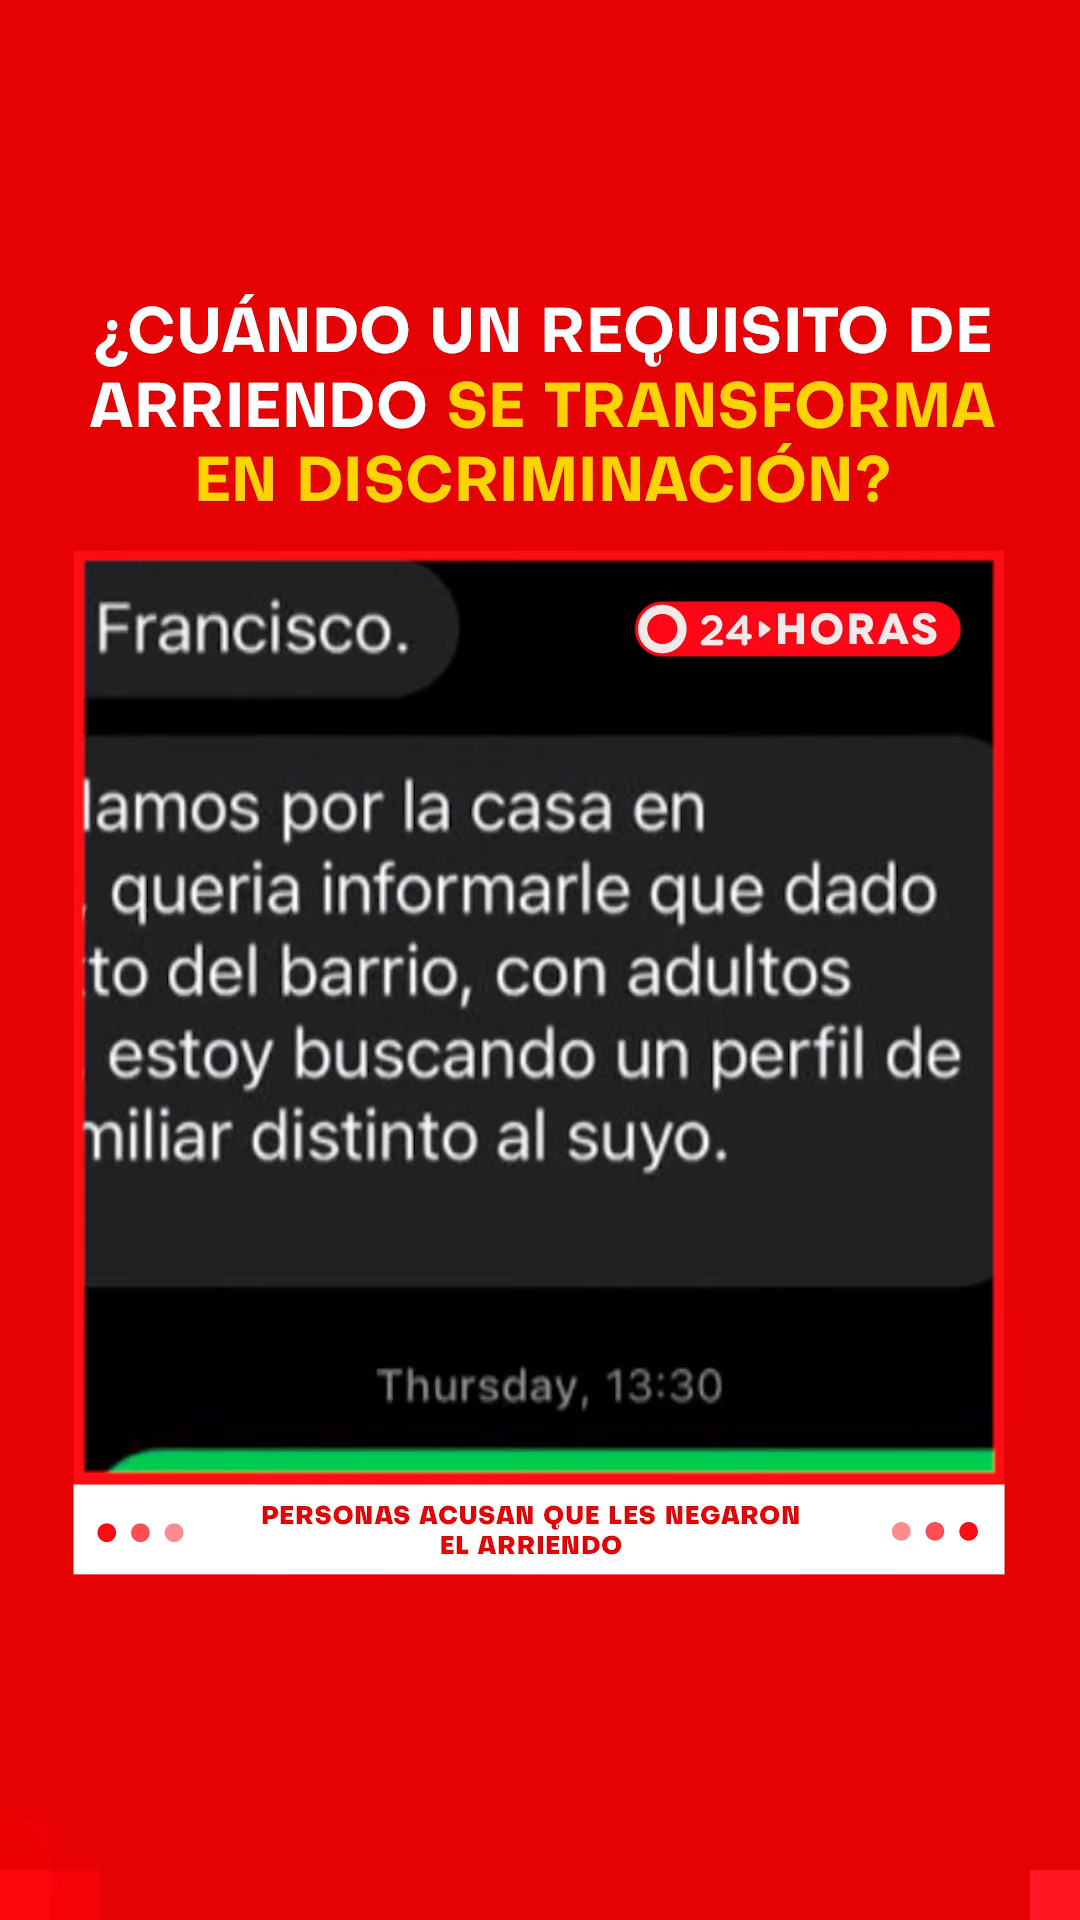 ¿CUÁNDO UN REQUISITO DE
ARRIENDO SE TRANSFORMA
EN DISCRIMINACIÓN?
Francisco.
24 HORAS
lamos por la casa en
, queria informarle que dado
to del barrio, con adultos
estoy buscando un perfil de
miliar distinto al suyo.
Thursday, 13:30
PERSONAS ACUSAN QUE LES NEGARON
EL ARRIENDO